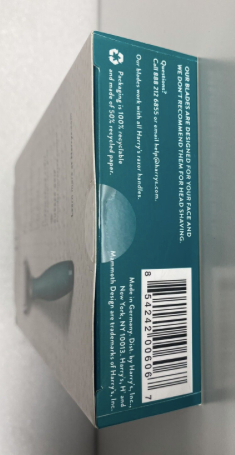 OUR BLADES ARE DESIGNED FOR YOUR FACE AND
WE DON'T RECOMMEND THEM FOR HEAD SHAVING.
Questions?
Call 888 212 6855 or email help@harrys.com.
Our blades work with all Harry's razor handles.
Packaging is 100% recyclable
and made of 50% recycled paper.
Made in Germany. Dist. by Harry's, Inc.,
New York, NY 10013. Harry's, H' and
Mammoth Design are trademarks of Harry's, Inc.
8 54242 00606 7